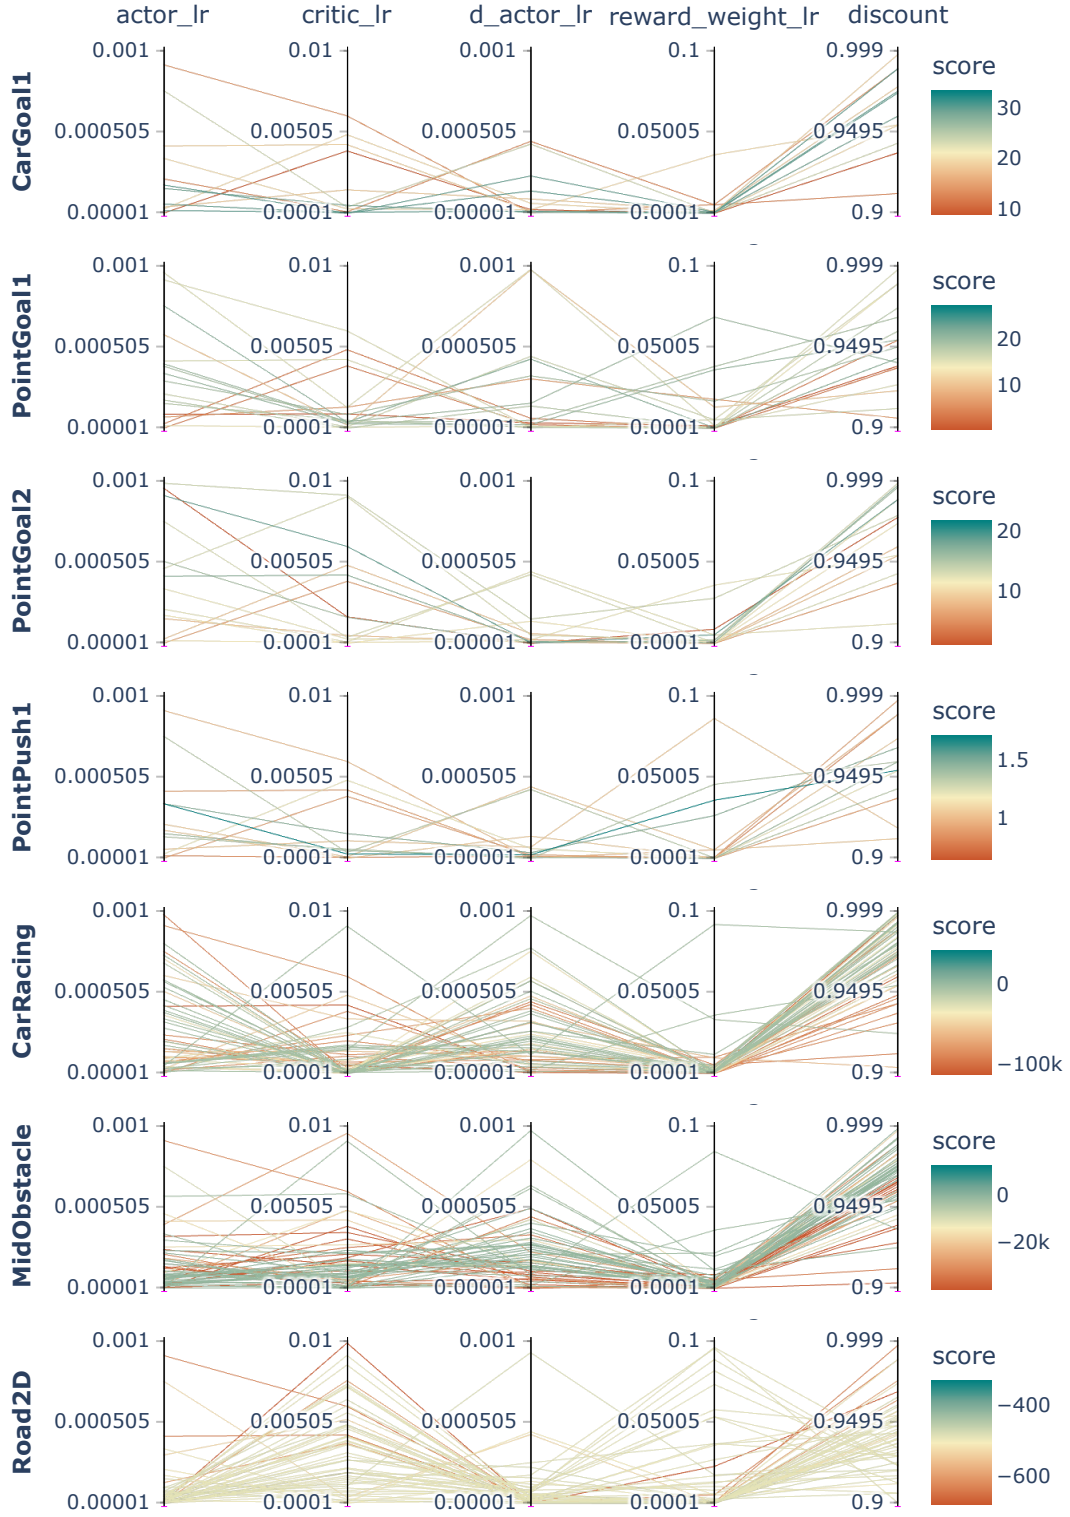 actor_lr critic_lr d_actor_lr reward_weight_lr discount
CarGoal1
0.001 0.01 0.001 0.1 0.999
0.000505 0.00505 0.000505 0.05005 0.9495
0.00001 0.0001 0.00001 0.0001 0.9
score
30
20
10
PointGoal1
0.001 0.01 0.001 0.1 0.999
0.000505 0.00505 0.000505 0.05005 0.9495
0.00001 0.0001 0.00001 0.0001 0.9
score
20
10
PointGoal2
0.001 0.01 0.001 0.1 0.999
0.000505 0.00505 0.000505 0.05005 0.9495
0.00001 0.0001 0.00001 0.0001 0.9
score
20
10
PointPush1
0.001 0.01 0.001 0.1 0.999
0.000505 0.00505 0.000505 0.05005 0.9495
0.00001 0.0001 0.00001 0.0001 0.9
score
1.5
1
CarRacing
0.001 0.01 0.001 0.1 0.999
0.000505 0.00505 0.000505 0.05005 0.9495
0.00001 0.0001 0.00001 0.0001 0.9
score
0
−100k
MidObstacle
0.001 0.01 0.001 0.1 0.999
0.000505 0.00505 0.000505 0.05005 0.9495
0.00001 0.0001 0.00001 0.0001 0.9
score
0
−20k
Road2D
0.001 0.01 0.001 0.1 0.999
0.000505 0.00505 0.000505 0.05005 0.9495
0.00001 0.0001 0.00001 0.0001 0.9
score
−400
−600